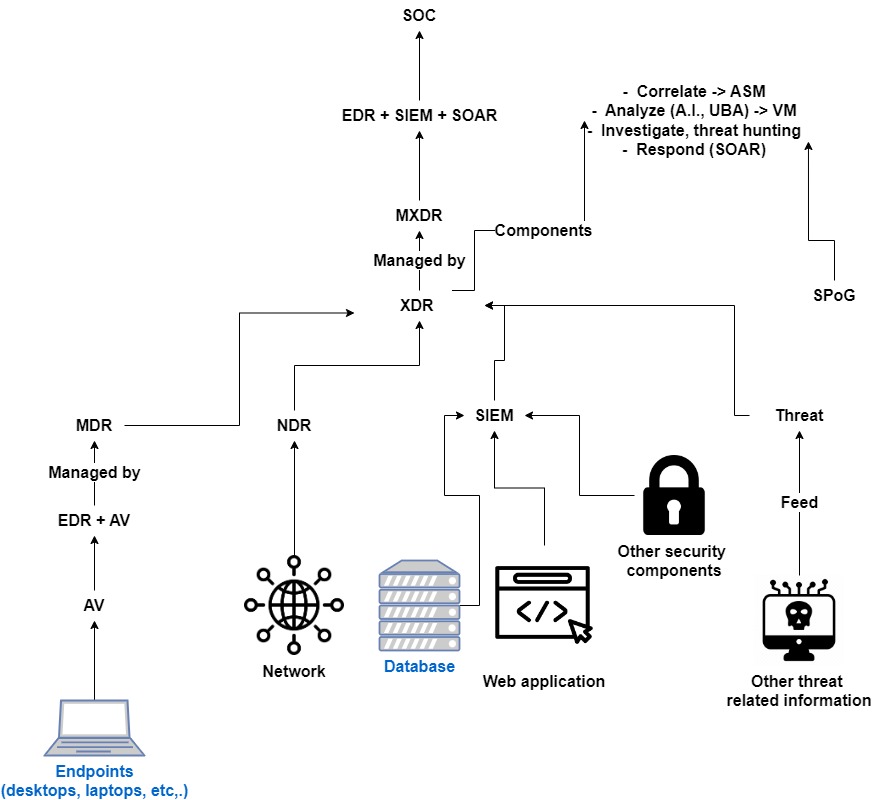 SOC
- Correlate -> ASM
- Analyze (A.I., UBA) -> VM
- Investigate, threat hunting
- Respond (SOAR)
EDR + SIEM + SOAR
MXDR
Components
Managed by
XDR
SPoG
MDR
NDR
SIEM
Threat
Managed by
Feed
EDR + AV
Other security
components
AV
</>
Network
Database
Web application
Other threat
related information
Endpoints
(desktops, laptops, etc,.)